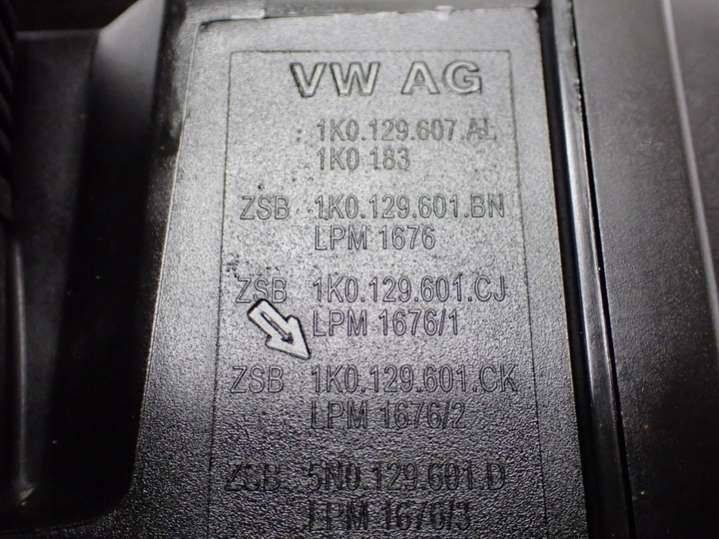 VW AG
1K0.129.607.AL
1K0 183
ZSB 1K0.129.601.BN
LPM 1676
ZSB 1K0.129.601.CJ
LPM 1676/1
ZSB 1K0.129.601.CK
LPM 1676/2
ZSB 5N0.129.601.D
LPM 1676/3